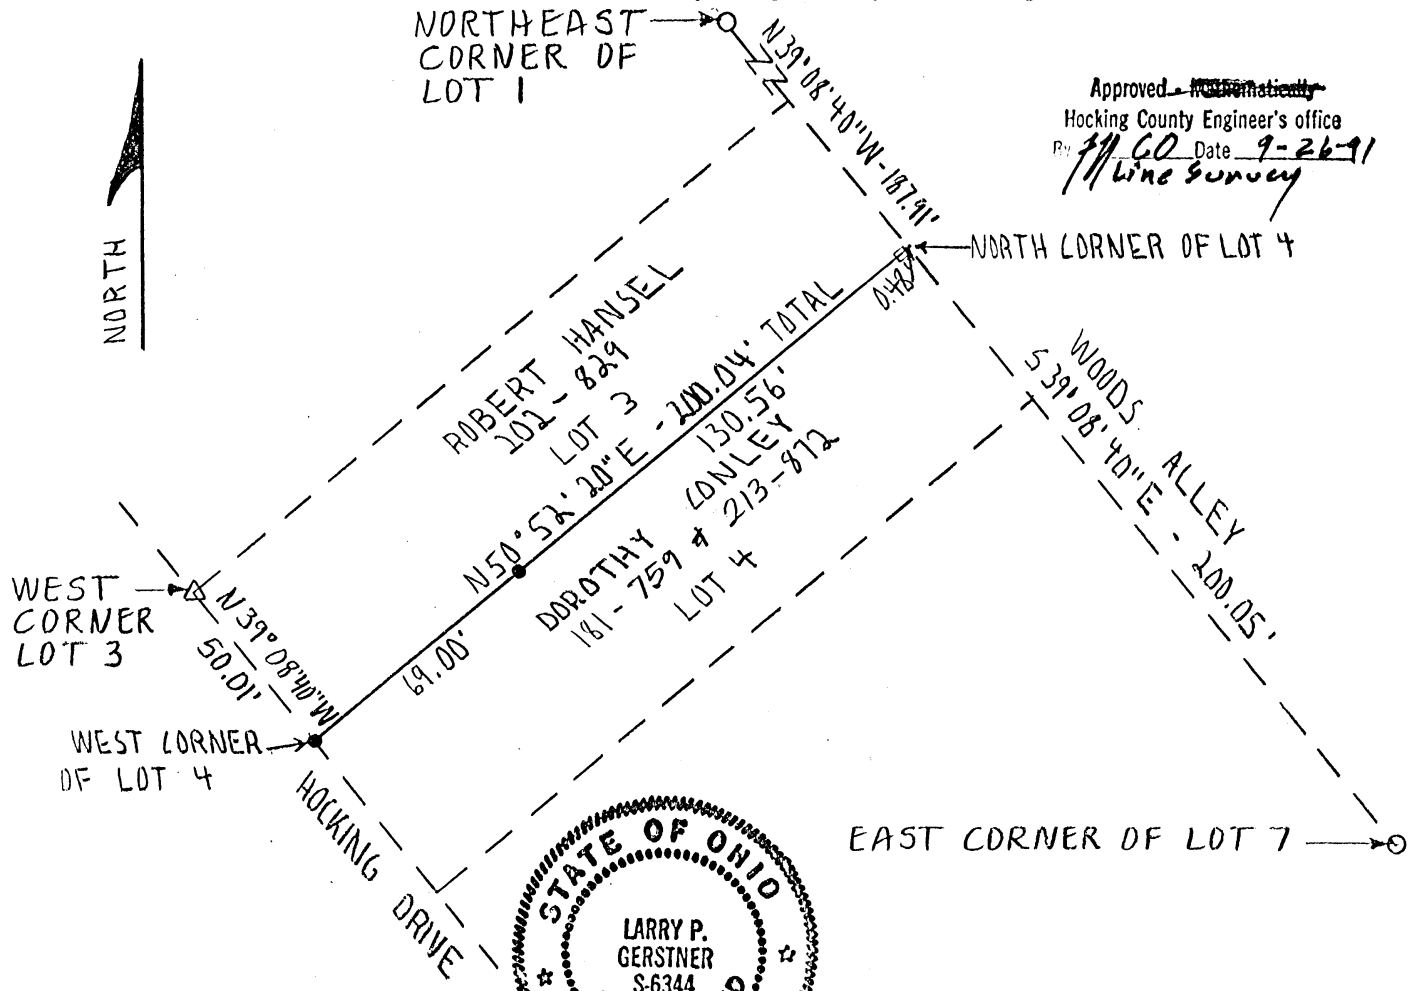 NORTHEAST
CORNER OF
LOT 1
N39°08'40"W-187.91'
Approved - Mathematically
Hocking County Engineer's office
By Date 9-26-91
Line Survey
NORTH
NORTH CORNER OF LOT 4
0.48'
ROBERT HANSEL
202-829
LOT 3
N50°52'20"E - 200.04' TOTAL
130.56'
DOROTHY CONLEY
181-759 & 213-872
LOT 4
WOODS ALLEY
S39°08'40"E - 200.05'
WEST
CORNER
LOT 3
N39°08'40"W
50.01'
69.00'
WEST CORNER
OF LOT 4
HOCKING DRIVE
EAST CORNER OF LOT 7
STATE OF OHIO
LARRY P.
GERSTNER
S-6344